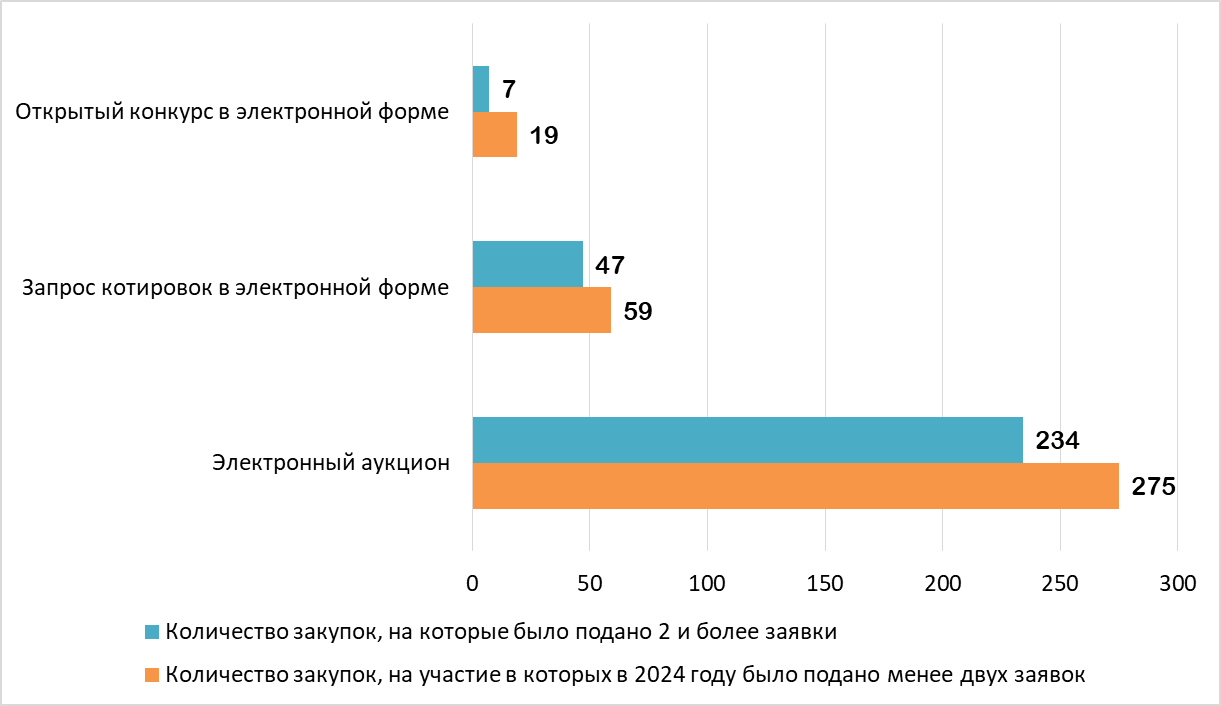 Открытый конкурс в электронной форме
7
19
Запрос котировок в электронной форме
47
59
Электронный аукцион
234
275
0 50 100 150 200 250 300
Количество закупок, на которые было подано 2 и более заявки
Количество закупок, на участие в которых в 2024 году было подано менее двух заявок